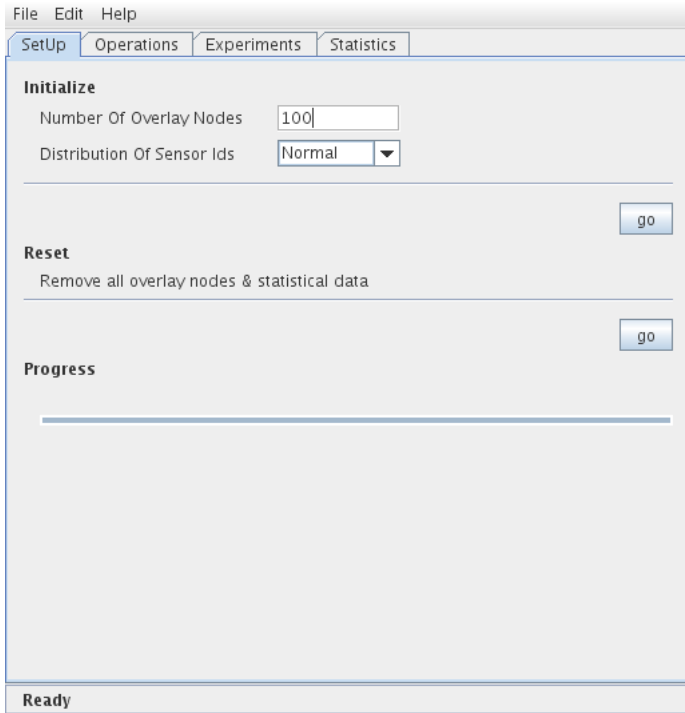 File Edit Help
SetUp Operations Experiments Statistics
Initialize
Number Of Overlay Nodes 100
Distribution Of Sensor Ids Normal
go
Reset
Remove all overlay nodes & statistical data
go
Progress
Ready